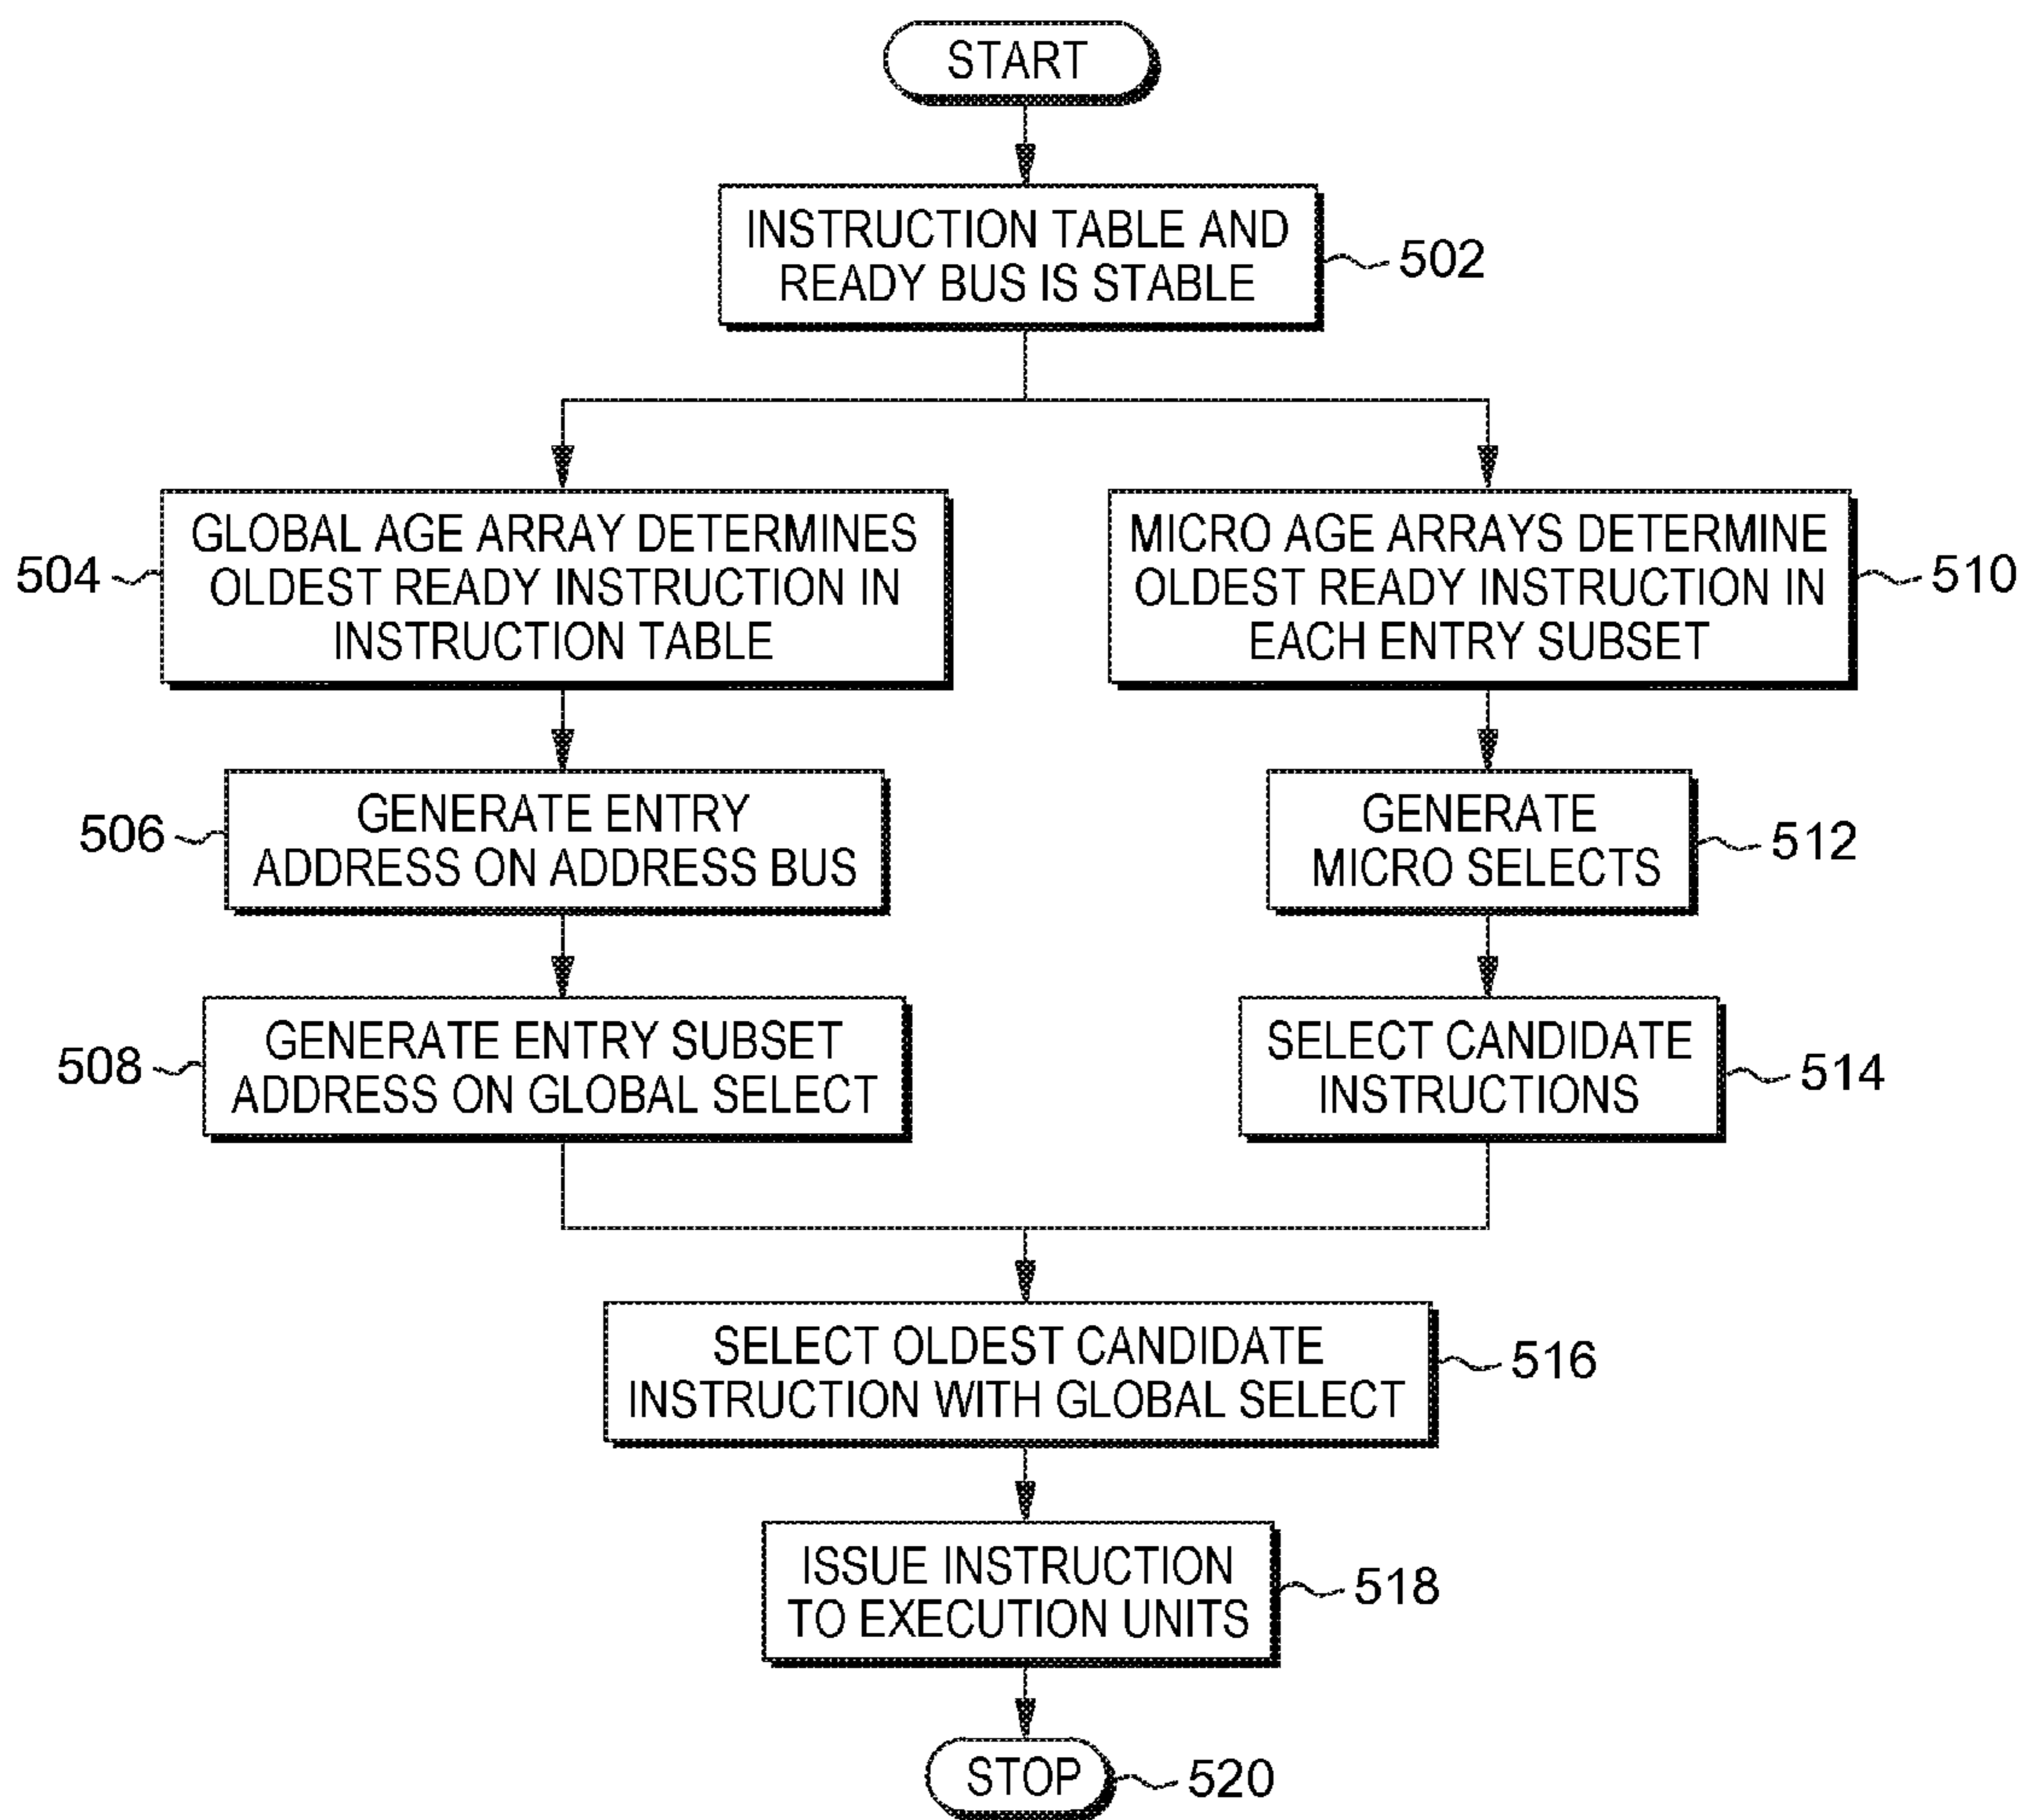 START
INSTRUCTION TABLE AND
READY BUS IS STABLE
502
GLOBAL AGE ARRAY DETERMINES
OLDEST READY INSTRUCTION IN
INSTRUCTION TABLE
504
MICRO AGE ARRAYS DETERMINE
OLDEST READY INSTRUCTION IN
EACH ENTRY SUBSET
510
GENERATE ENTRY
ADDRESS ON ADDRESS BUS
506
GENERATE
MICRO SELECTS
512
GENERATE ENTRY SUBSET
ADDRESS ON GLOBAL SELECT
508
SELECT CANDIDATE
INSTRUCTIONS
514
SELECT OLDEST CANDIDATE
INSTRUCTION WITH GLOBAL SELECT
516
ISSUE INSTRUCTION
TO EXECUTION UNITS
518
STOP
520